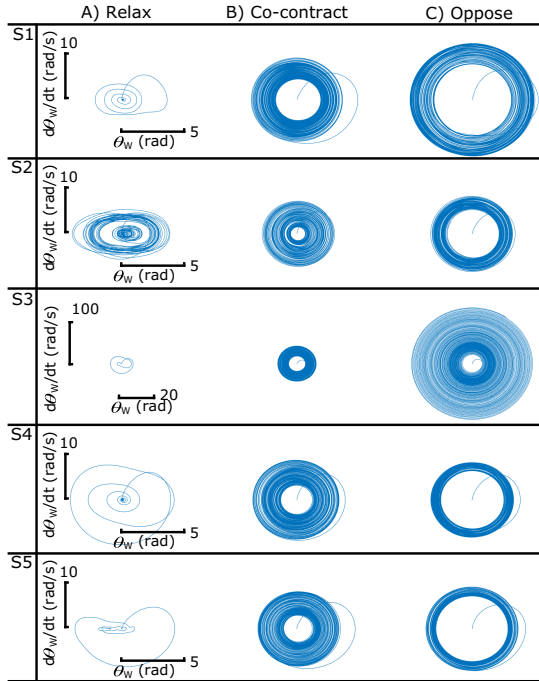 A) Relax B) Co-contract C) Oppose
S1
10
dθw/dt (rad/s)
5
θw (rad)
S2
10
dθw/dt (rad/s)
5
θw (rad)
S3
100
dθw/dt (rad/s)
20
θw (rad)
S4
10
dθw/dt (rad/s)
5
θw (rad)
S5
10
dθw/dt (rad/s)
5
θw (rad)